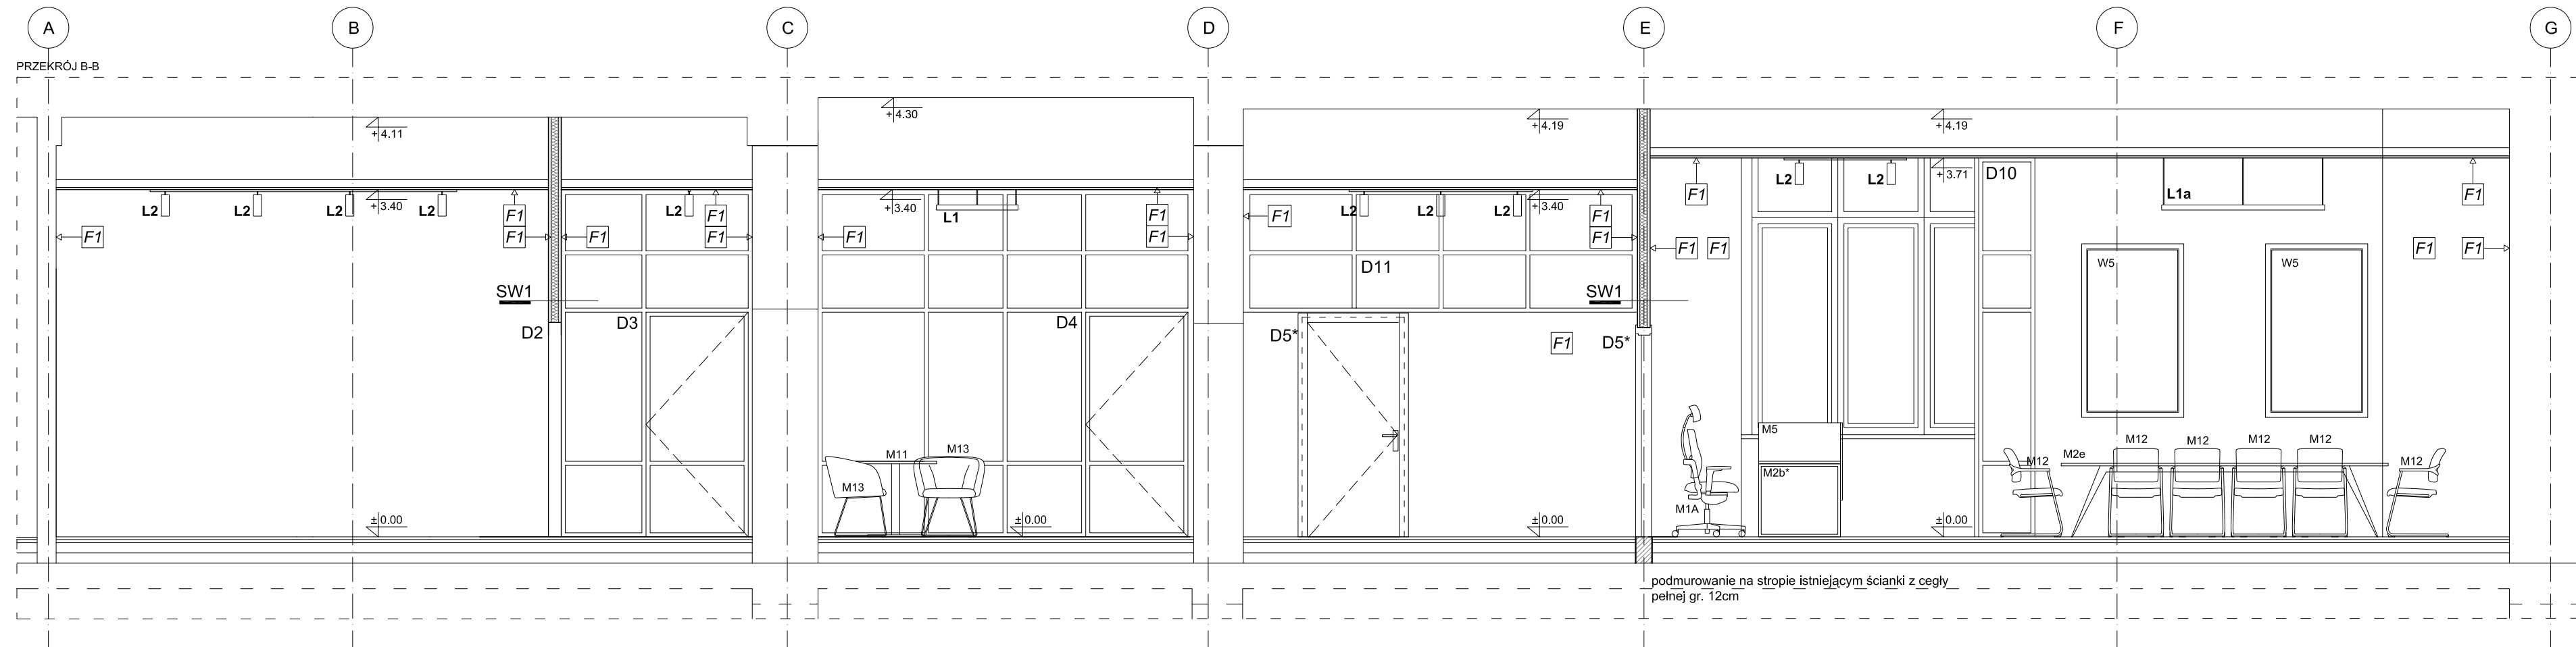 A B C D E F G
PRZEKRÓJ B-B
+4.30
+4.11 +4.19 +4.19
L2 L2 L2 +3.40 L2 F1 L2 F1 +3.40 L1 F1 F1 L2 L2 L2 +3.40 F1 F1 L2 L2 +3.71 D10 L1a F1
F1 F1 F1 F1 F1 F1 F1 F1 F1 W5 W5 F1 F1
D11
SW1 SW1
D2 D3 D4 D5* F1 D5*
M5
M13 M11 M13 M2b* M12 M2e M12 M12 M12 M12 M12
M1A
±0.00 ±0.00 ±0.00 ±0.00
podmurowanie na stropie istniejącym ścianki z cegły
pełnej gr. 12cm